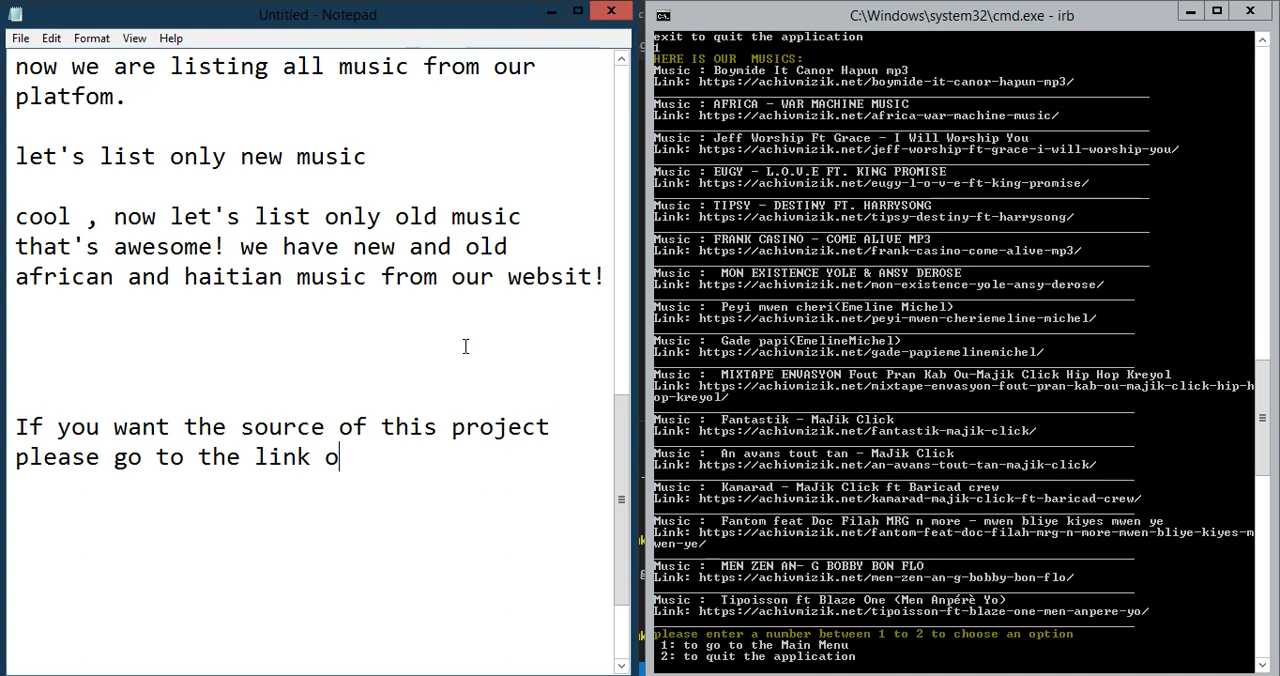 Untitled - Notepad
File Edit Format View Help
now we are listing all music from our
platfom.
let's list only new music
cool , now let's list only old music
that's awesome! we have new and old
african and haitian music from our websit!
If you want the source of this project
please go to the link o
C:\Windows\system32\cmd.exe - irb
exit to quit the application
1
HERE IS OUR  MUSICS:
Music : Boymide It Canor Hapun mp3
Link: https://achivmizik.net/boymide-it-canor-hapun-mp3/
Music : AFRICA - WAR MACHINE MUSIC
Link: https://achivmizik.net/africa-war-machine-music/
Music : Jeff Worship Ft Grace - I Will Worship You
Link: https://achivmizik.net/jeff-worship-ft-grace-i-will-worship-you/
Music : EUGY - L.O.V.E FT. KING PROMISE
Link: https://achivmizik.net/eugy-l-o-v-e-ft-king-promise/
Music : TIPSY - DESTINY FT. HARRYSONG
Link: https://achivmizik.net/tipsy-destiny-ft-harrysong/
Music : FRANK CASINO - COME ALIVE MP3
Link: https://achivmizik.net/frank-casino-come-alive-mp3/
Music :  MON EXISTENCE YOLE & ANSY DEROSE
Link: https://achivmizik.net/mon-existence-yole-ansy-derose/
Music :  Peyi mwen cheri(Emeline Michel)
Link: https://achivmizik.net/peyi-mwen-cheriemeline-michel/
Music :  Gade papi(EmelineMichel)
Link: https://achivmizik.net/gade-papiemelinemichel/
Music :  MIXTAPE ENVASYON Fout Pran Kab Ou-Majik Click Hip Hop Kreyol
Link: https://achivmizik.net/mixtape-envasyon-fout-pran-kab-ou-majik-click-hip-h
op-kreyol/
Music :  Fantastik - MaJik Click
Link: https://achivmizik.net/fantastik-majik-click/
Music :  An avans tout tan - MaJik Click
Link: https://achivmizik.net/an-avans-tout-tan-majik-click/
Music :  Kamarad - MaJik Click ft Baricad crew
Link: https://achivmizik.net/kamarad-majik-click-ft-baricad-crew/
Music :  Fantom feat Doc Filah MRG n more - mwen bliye kiyes mwen ye
Link: https://achivmizik.net/fantom-feat-doc-filah-mrg-n-more-mwen-bliye-kiyes-m
wen-ye/
Music :  MEN ZEN AN- G BOBBY BON FLO
Link: https://achivmizik.net/men-zen-an-g-bobby-bon-flo/
Music :  Tipoisson ft Blaze One (Men Anpérè Yo)
Link: https://achivmizik.net/tipoisson-ft-blaze-one-men-anpere-yo/
please enter a number between 1 to 2 to choose an option
1: to go to the Main Menu
2: to quit the application